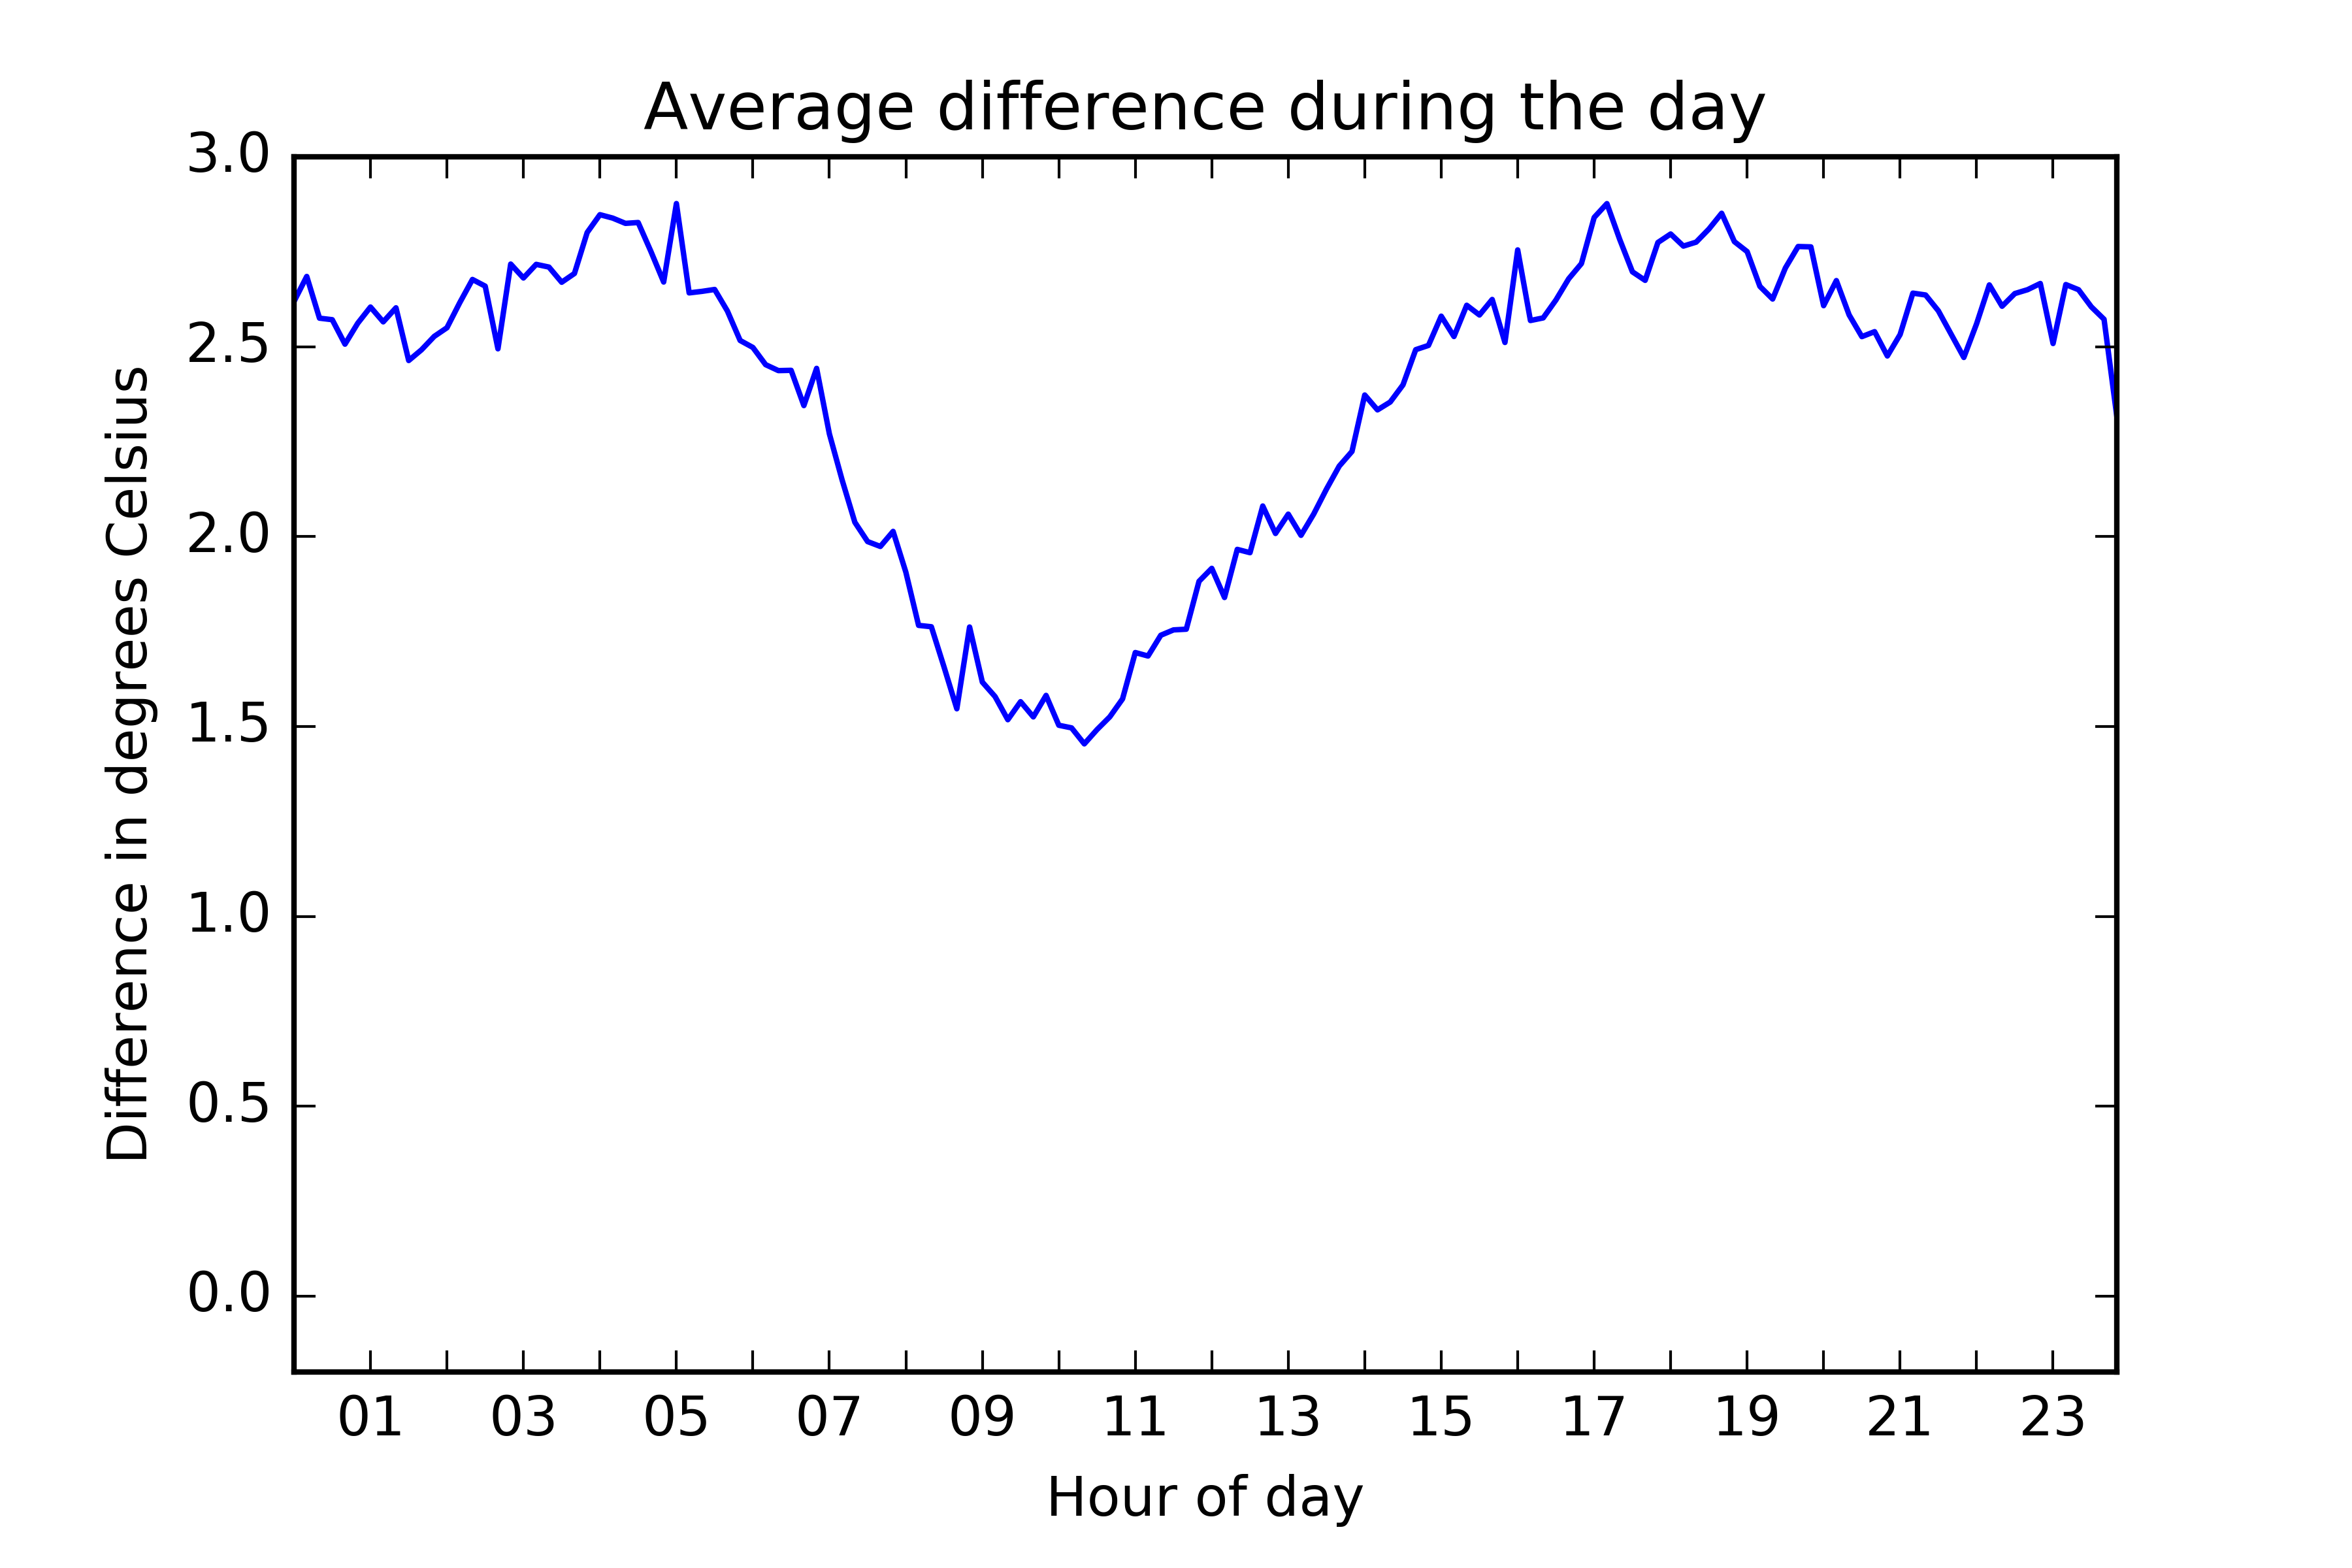 Average difference during the day
3.0
2.5
2.0
1.5
1.0
0.5
0.0
Difference in degrees Celsius
01 03 05 07 09 11 13 15 17 19 21 23
Hour of day